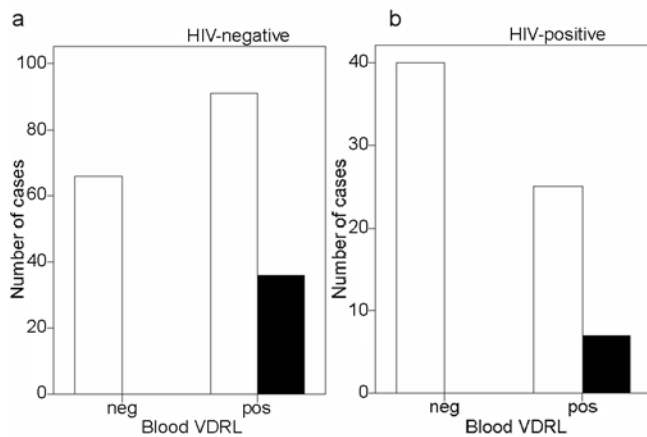 a
HIV-negative
Number of cases
100
80
60
40
20
0
neg
pos
Blood VDRL
b
HIV-positive
Number of cases
40
30
20
10
0
neg
pos
Blood VDRL